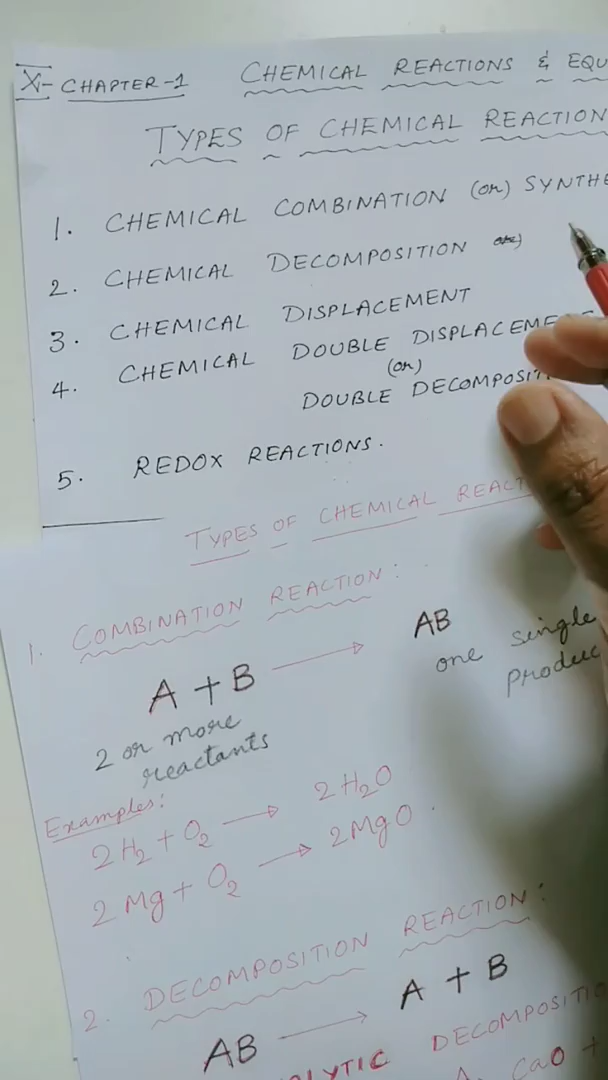 X- CHAPTER-1 CHEMICAL REACTIONS & EQU
TYPES OF CHEMICAL REACTION
1. CHEMICAL COMBINATION (or) SYNTHE
2. CHEMICAL DECOMPOSITION
3. CHEMICAL DISPLACEMENT
4. CHEMICAL DOUBLE DISPLACEME
(or)
DOUBLE DECOMPOSIT
5. REDOX REACTIONS.
TYPES OF CHEMICAL REACT
1. COMBINATION REACTION:
A + B → AB
2 or more reactants
one single produc
Examples:
2H₂ + O₂ → 2H₂O
2Mg + O₂ → 2MgO.
2. DECOMPOSITION REACTION:
AB → A + B
LYTIC DECOMPOSITIO
CaO +